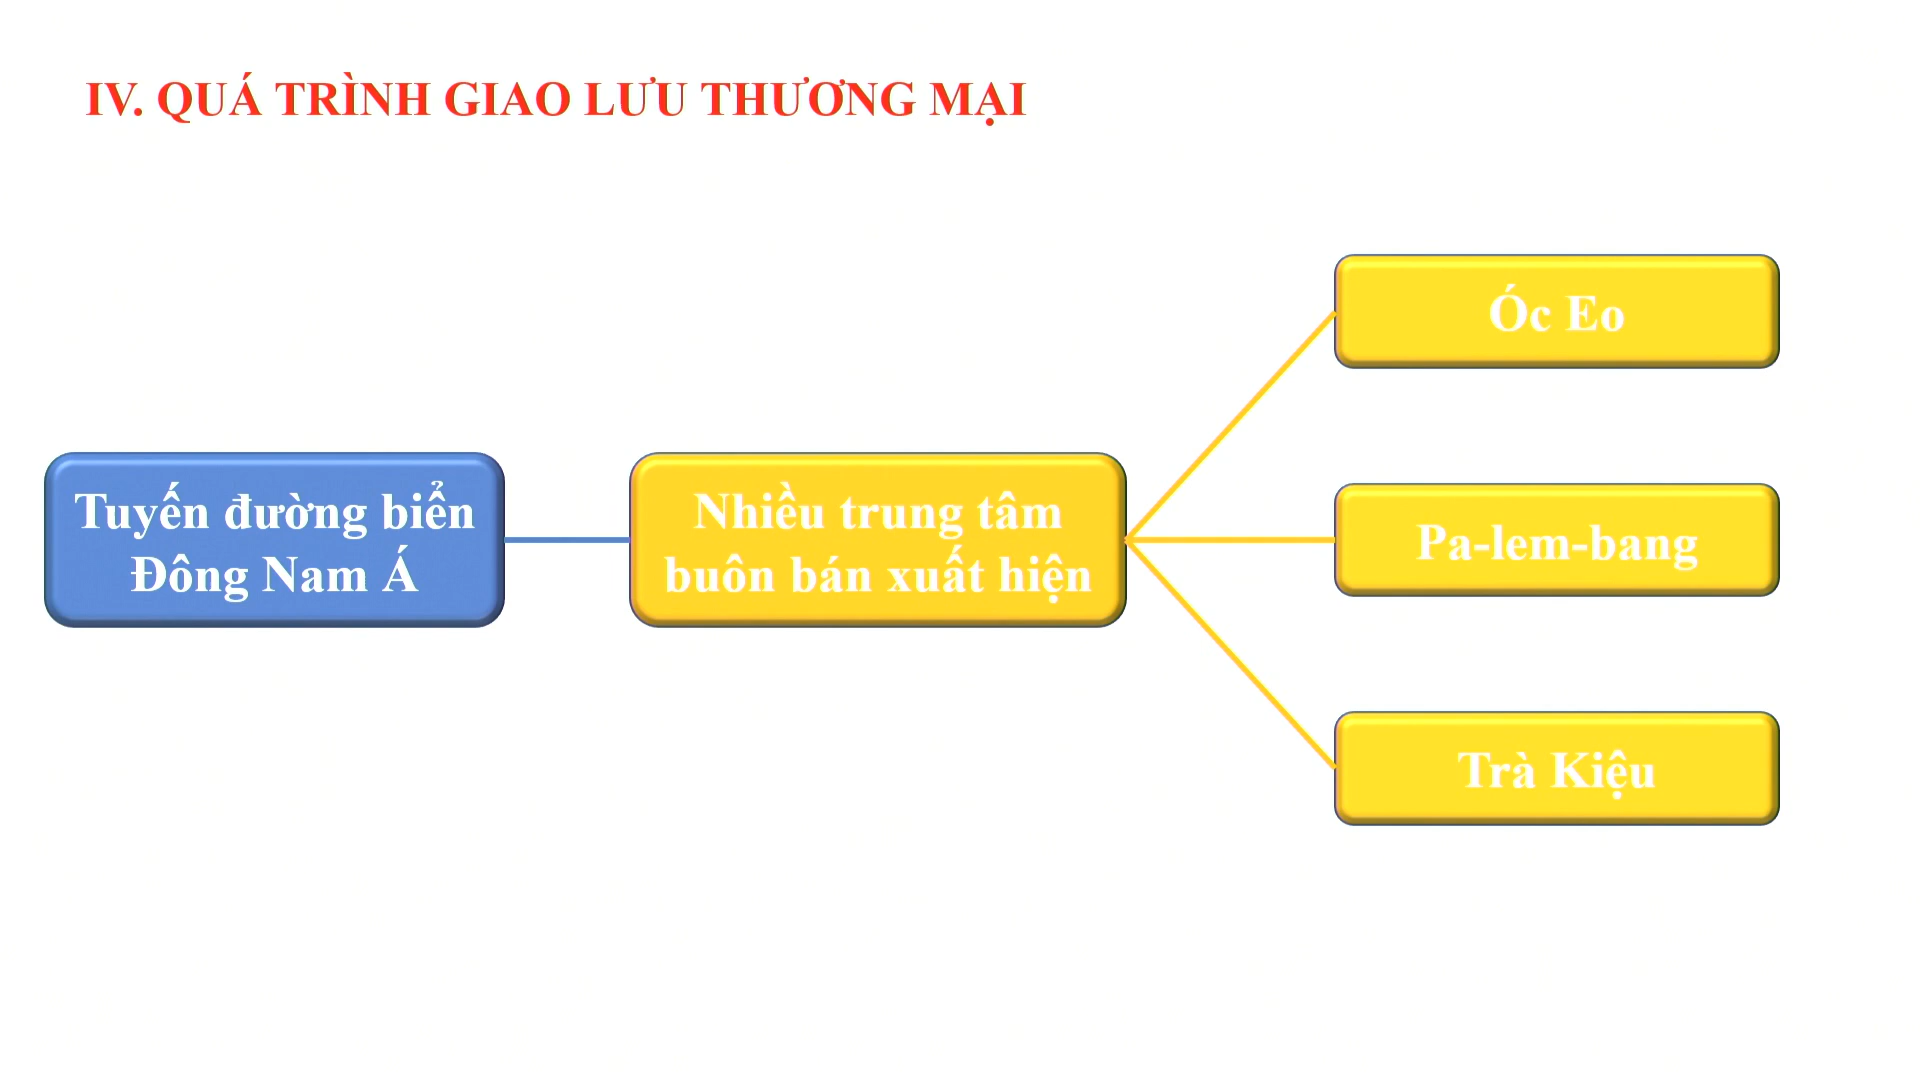 IV. QUÁ TRÌNH GIAO LƯU THƯƠNG MẠI
Tuyến đường biển
Đông Nam Á
Nhiều trung tâm
buôn bán xuất hiện
Óc Eo
Pa-lem-bang
Trà Kiệu